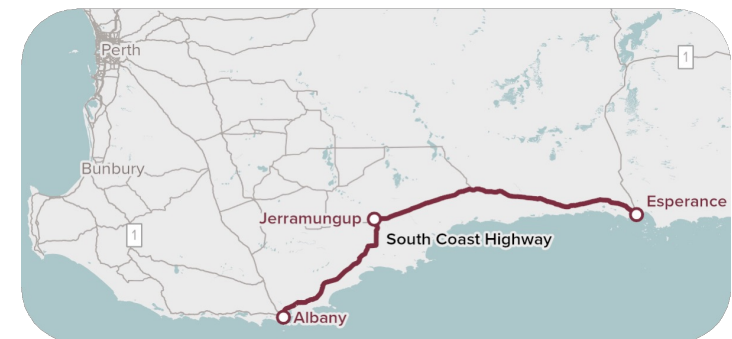 Perth
1
Bunbury
Esperance
Jerramungup
1
South Coast Highway
Albany